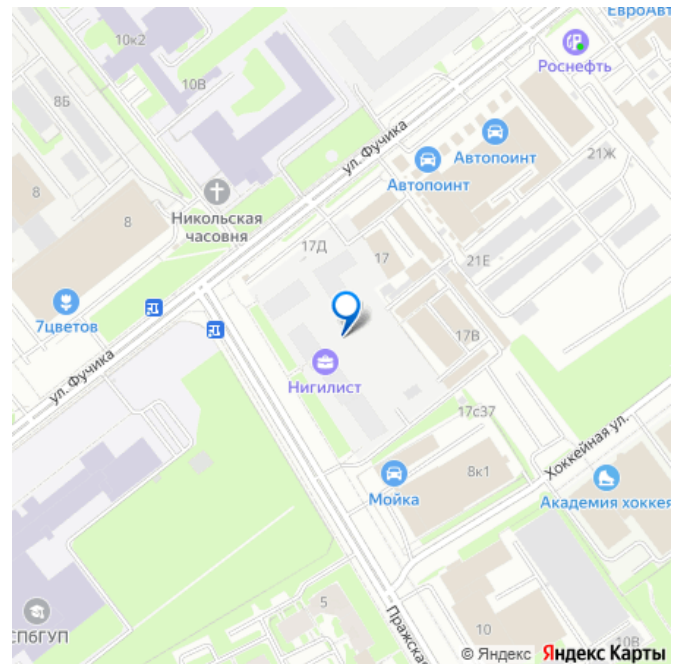 ЕвроАвт
10к2
Роснефть
10В
8Б
ул. Фучика
Автопоинт
21Ж
Автопоинт
8
Никольская
часовня
8
17Д
17
21Е
7цветов
17В
ул. Фучика
Нигилист
17с37
Хоккейная ул.
8к1
Мойка
Академия хоккея
5
СПбГУП
Пражская
10
10В
© Яндекс Яндекс Карты